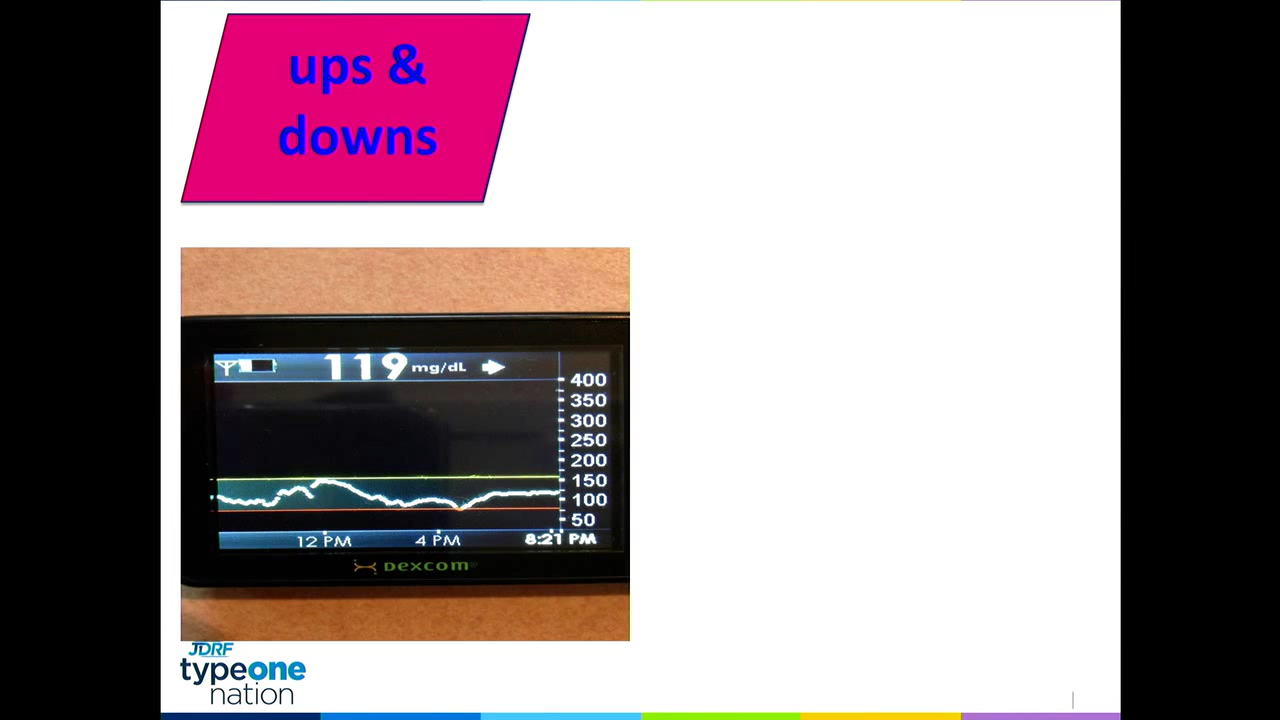 ups &
downs
119 mg/dL
400
350
300
250
200
150
100
50
12 PM 4 PM 8:21 PM
DEXCOM®
JDRF
typeone
nation